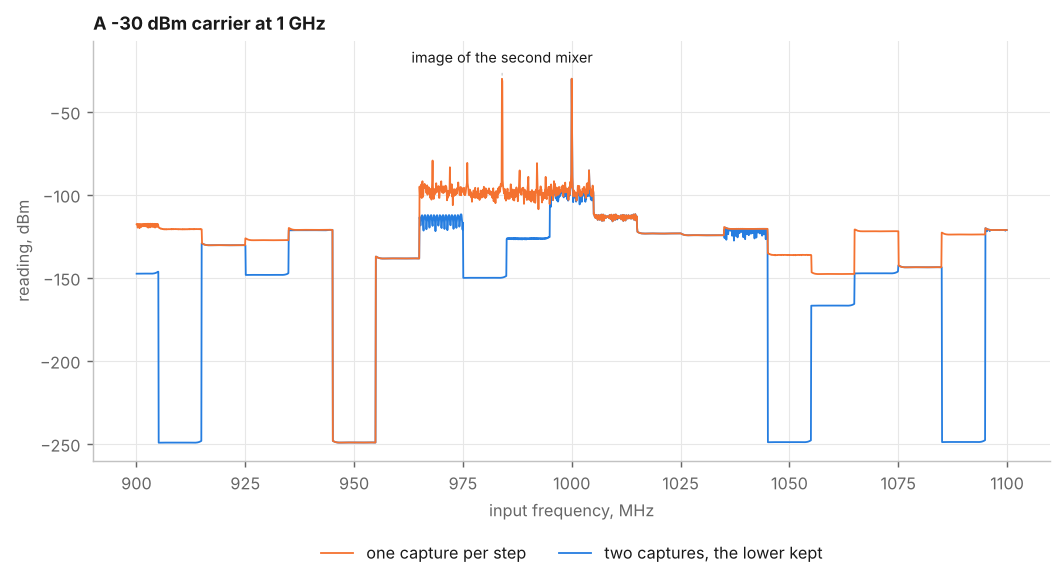 A -30 dBm carrier at 1 GHz
image of the second mixer
reading, dBm
−50
−100
−150
−200
−250
900
925
950
975
1000
1025
1050
1075
1100
input frequency, MHz
one capture per step
two captures, the lower kept